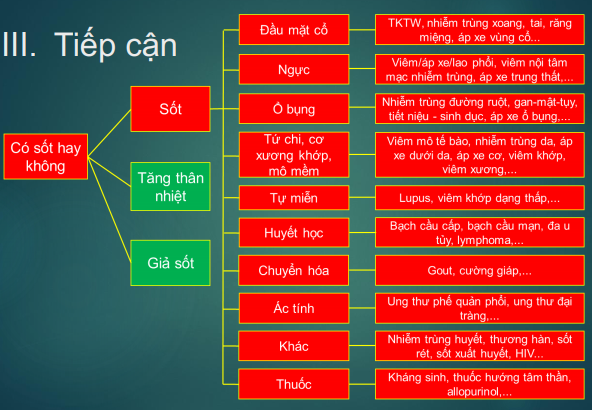 III. Tiếp cận
Có sốt hay
không
Sốt
Tăng thân
nhiệt
Giả sốt
Đầu mặt cổ
TKTW, nhiễm trùng xoang, tai, răng
miệng, áp xe vùng cổ...
Ngực
Viêm/áp xe/lao phổi, viêm nội tâm
mạc nhiễm trùng, áp xe trung thất,...
Ổ bụng
Nhiễm trùng đường ruột, gan-mật-tụy,
tiết niệu - sinh dục, áp xe ổ bụng,...
Tứ chi, cơ
xương khớp,
mô mềm
Viêm mô tế bào, nhiễm trùng da, áp
xe dưới da, áp xe cơ, viêm khớp,
viêm xương,...
Tự miễn
Lupus, viêm khớp dạng thấp,...
Huyết học
Bạch cầu cấp, bạch cầu mạn, đa u
tủy, lymphoma,...
Chuyển hóa
Gout, cường giáp,...
Ác tính
Ung thư phế quản phổi, ung thư đại
tràng,...
Khác
Nhiễm trùng huyết, thương hàn, sốt
rét, sốt xuất huyết, HIV...
Thuốc
Kháng sinh, thuốc hướng tâm thần,
allopurinol,...